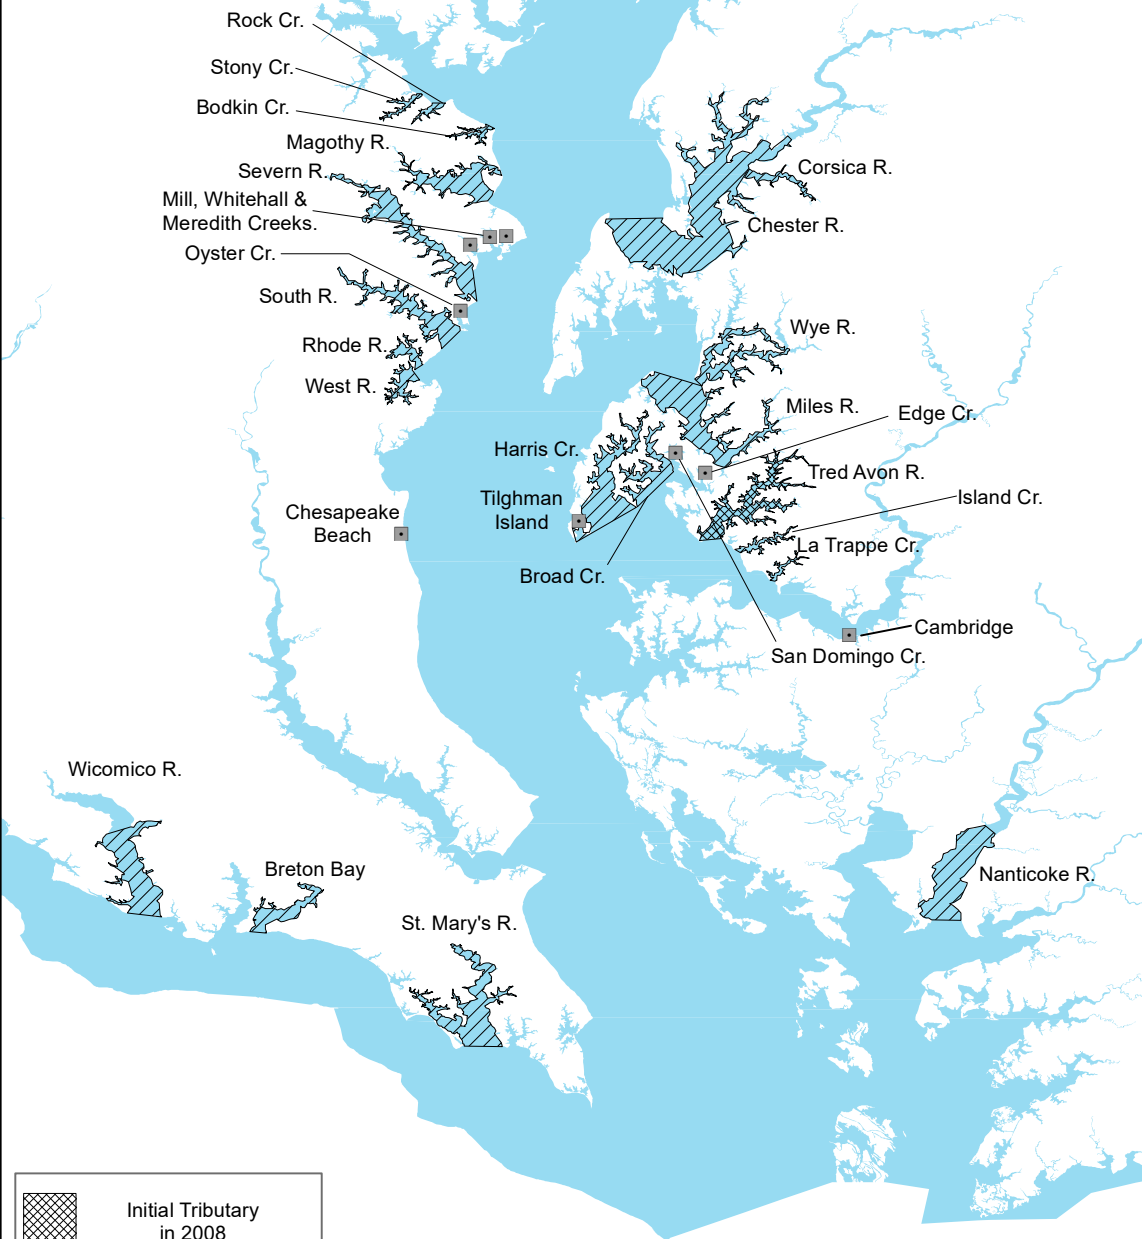 Rock Cr.
Stony Cr.
Bodkin Cr.
Magothy R.
Severn R.
Mill, Whitehall &
Meredith Creeks.
Oyster Cr.
South R.
Rhode R.
West R.
Corsica R.
Chester R.
Wye R.
Miles R.
Edge Cr.
Harris Cr.
Tred Avon R.
Tilghman
Island
Island Cr.
Chesapeake
Beach
La Trappe Cr.
Broad Cr.
Cambridge
San Domingo Cr.
Wicomico R.
Breton Bay
Nanticoke R.
St. Mary's R.
Initial Tributary
in 2008